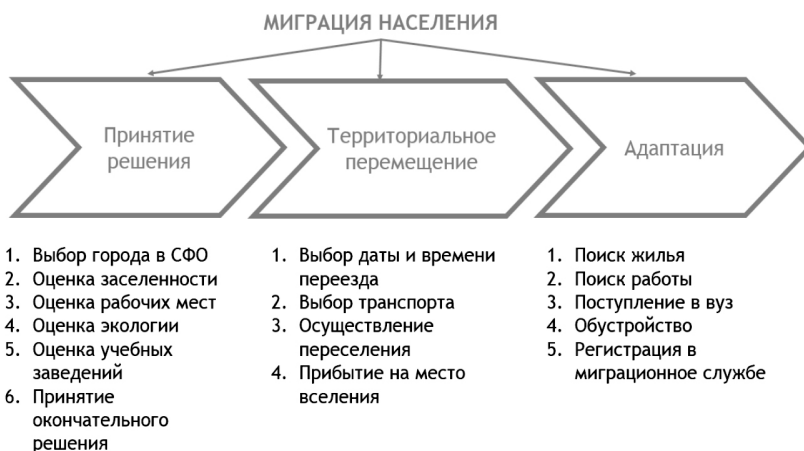 МИГРАЦИЯ НАСЕЛЕНИЯ
Принятие
решения
Территориальное
перемещение
Адаптация
1. Выбор города в СФО
2. Оценка заселенности
3. Оценка рабочих мест
4. Оценка экологии
5. Оценка учебных
заведений
6. Принятие
окончательного
решения
1. Выбор даты и времени
переезда
2. Выбор транспорта
3. Осуществление
переселения
4. Прибытие на место
вселения
1. Поиск жилья
2. Поиск работы
3. Поступление в вуз
4. Обустройство
5. Регистрация в
миграционное службе